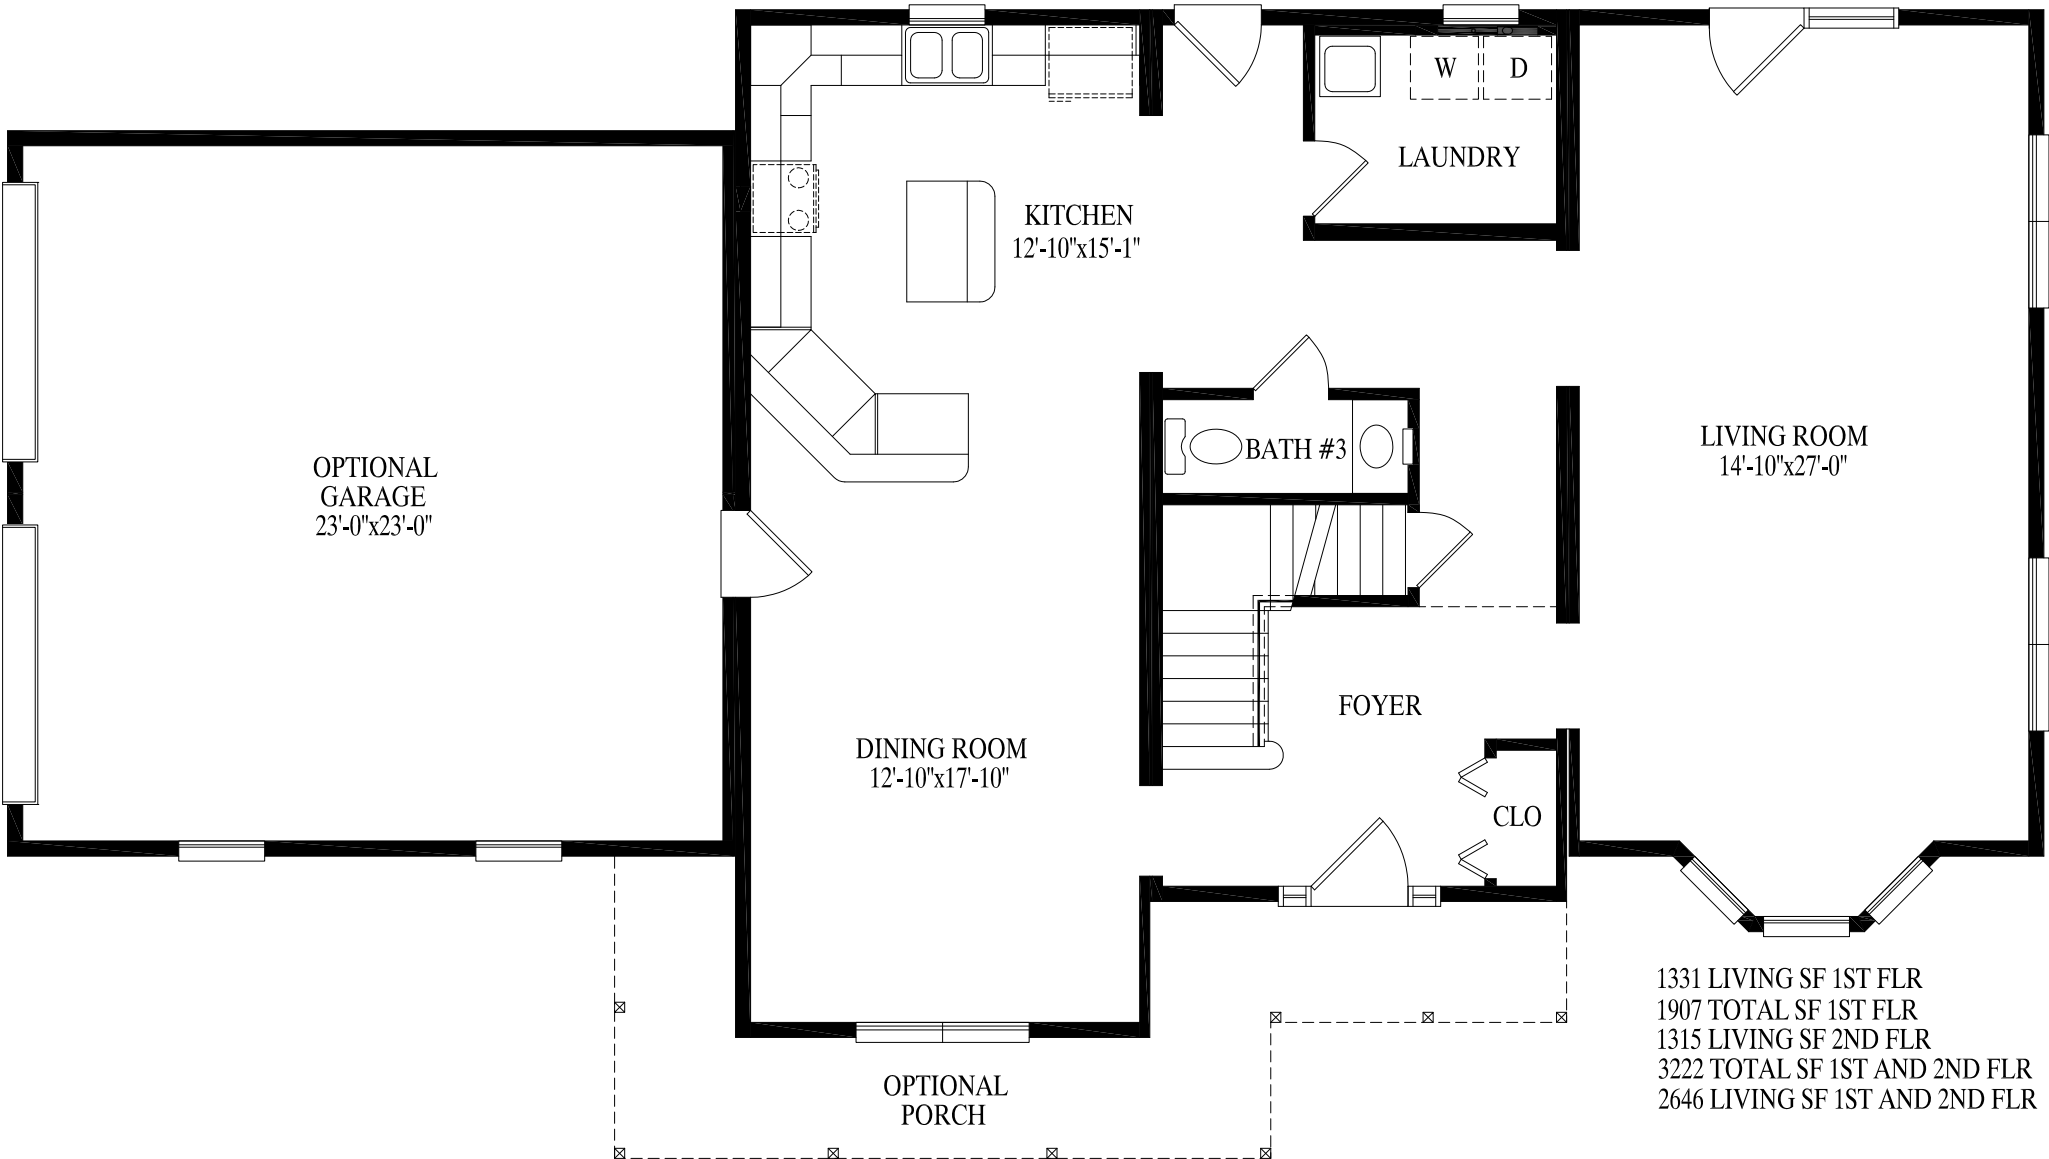 W
D
LAUNDRY
KITCHEN
12'-10"x15'-1"
OPTIONAL
GARAGE
23'-0"x23'-0"
BATH #3
LIVING ROOM
14'-10"x27'-0"
FOYER
DINING ROOM
12'-10"x17'-10"
CLO
OPTIONAL
PORCH
1331 LIVING SF 1ST FLR
1907 TOTAL SF 1ST FLR
1315 LIVING SF 2ND FLR
3222 TOTAL SF 1ST AND 2ND FLR
2646 LIVING SF 1ST AND 2ND FLR